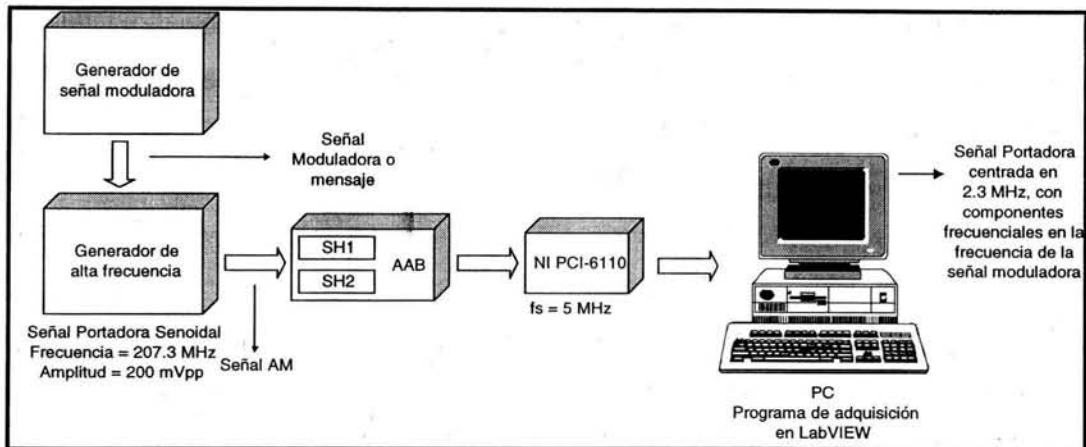 Generador de
señal moduladora
Señal
Moduladora o
mensaje
Generador de
alta frecuencia
Señal Portadora Senoidal
Frecuencia = 207.3 MHz
Amplitud = 200 mVpp
Señal AM
SH1
SH2
AAB
NI PCI-6110
fs = 5 MHz
PC
Programa de adquisición
en LabVIEW
Señal Portadora
centrada en
2.3 MHz, con
componentes
frecuenciales en la
frecuencia de la
señal moduladora